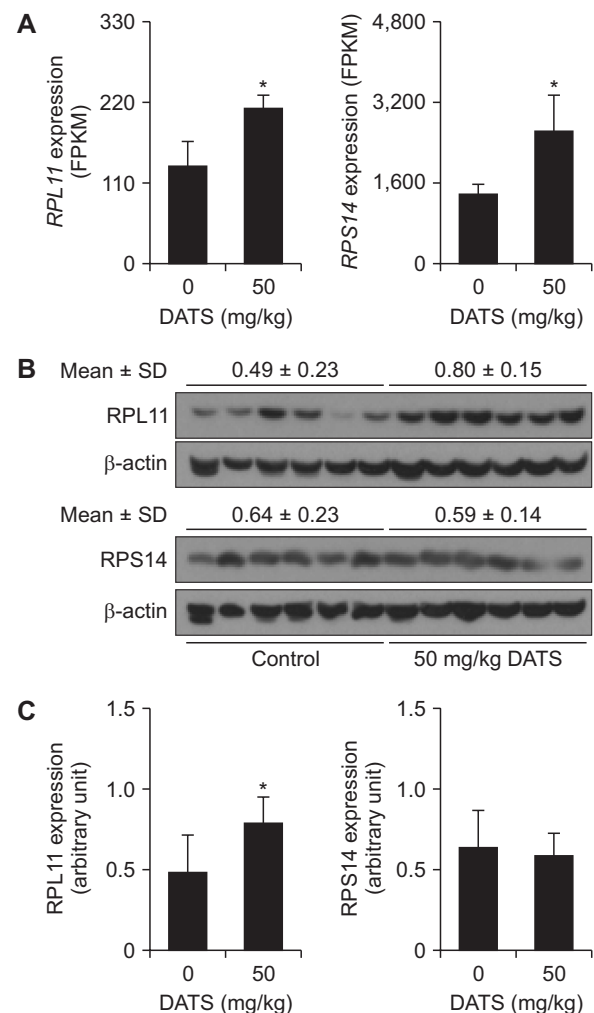 A
330
220
110
0
RPL11 expression
(FPKM)
*
0 50
DATS (mg/kg)
4,800
3,200
1,600
0
RPS14 expression (FPKM)
*
0 50
DATS (mg/kg)
B
Mean ± SD 0.49 ± 0.23 0.80 ± 0.15
RPL11
β-actin
Mean ± SD 0.64 ± 0.23 0.59 ± 0.14
RPS14
β-actin
Control 50 mg/kg DATS
C
1.5
1.0
0.5
0
RPL11 expression
(arbitrary unit)
*
0 50
DATS (mg/kg)
1.5
1.0
0.5
0
RPS14 expression
(arbitrary unit)
0 50
DATS (mg/kg)